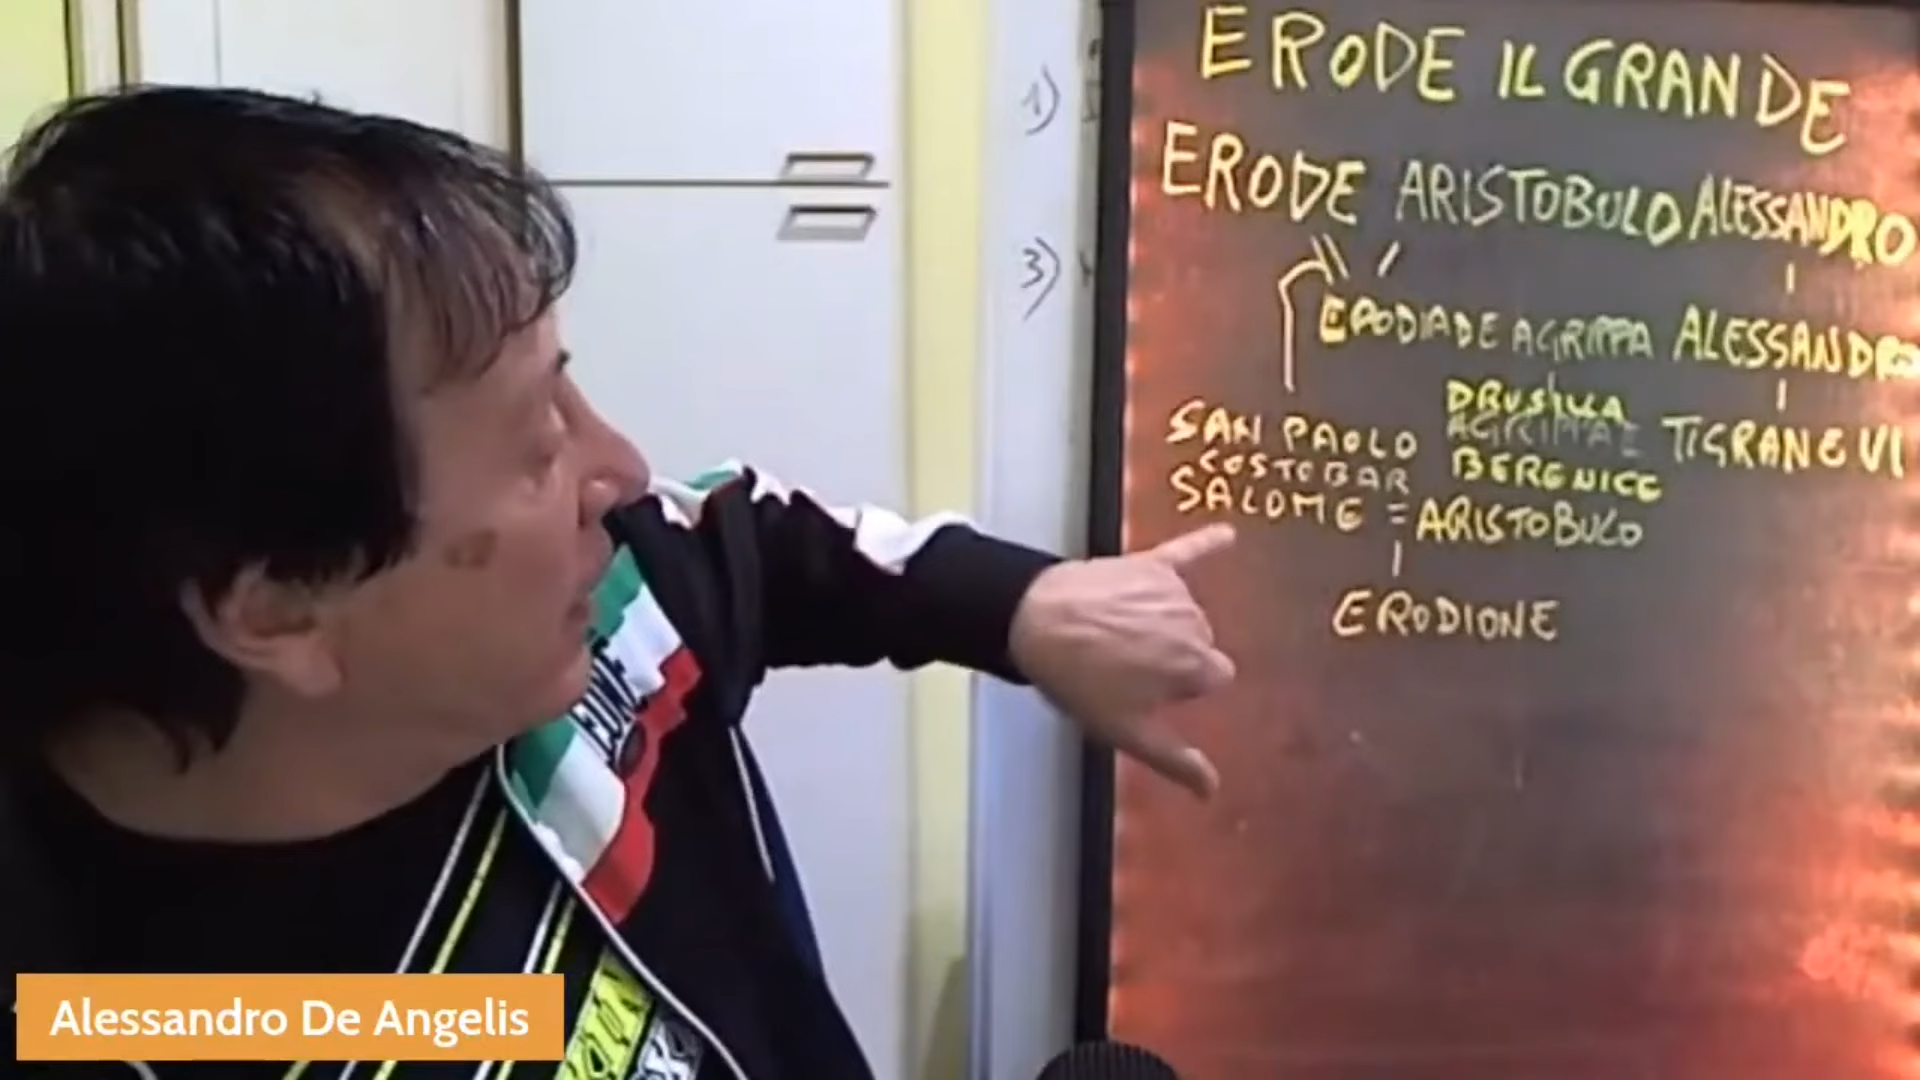 ERODE IL GRANDE
ERODE ARISTOBULO ALESSANDRO
ERODIADE AGRIPPA ALESSANDRO
DRUSILLA
SAN PAOLO AGRIPPA E TIGRANE VI
COSTOBAR BERENICE
SALOME = ARISTOBULO
ERODIONE
1)
3)
Alessandro De Angelis